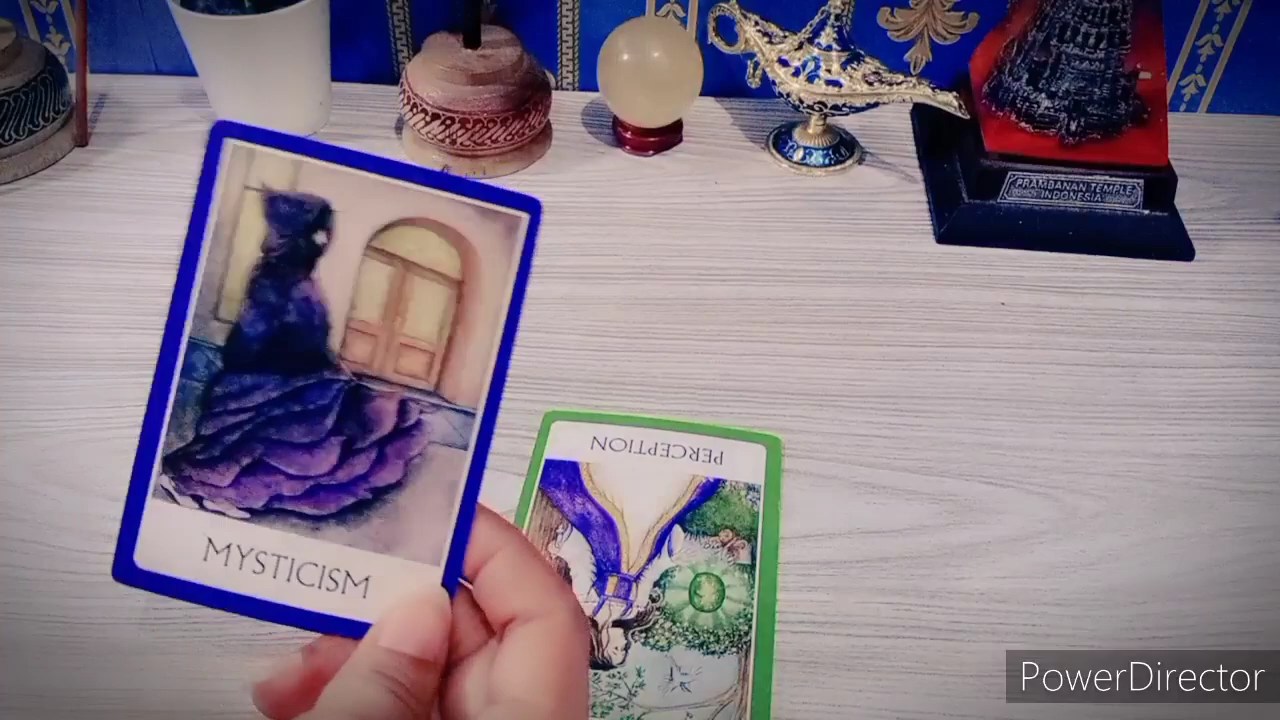 PRAMBANAN TEMPLE
INDONESIA
MYSTICISM
PERCEPTION
PowerDirector